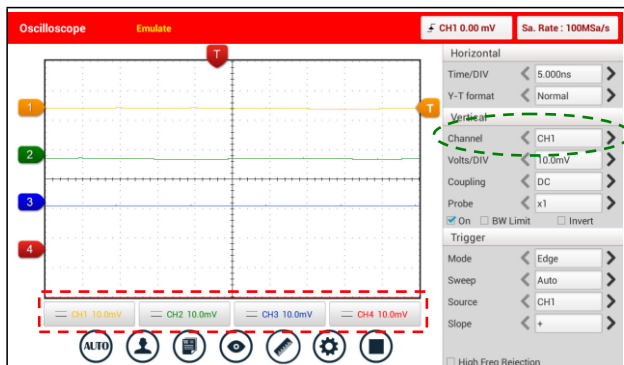 Oscilloscope
Emulate
CH1 0.00 mV
Sa. Rate : 100MSa/s
T
1
T
2
3
4
CH1 10.0mV
CH2 10.0mV
CH3 10.0mV
CH4 10.0mV
AUTO
Horizontal
Time/DIV 5.000ns
Y-T format Normal
Vertical
Channel CH1
Volts/DIV 10.0mV
Coupling DC
Probe x1
On BW Limit Invert
Trigger
Mode Edge
Sweep Auto
Source CH1
Slope +
High Freq Rejection